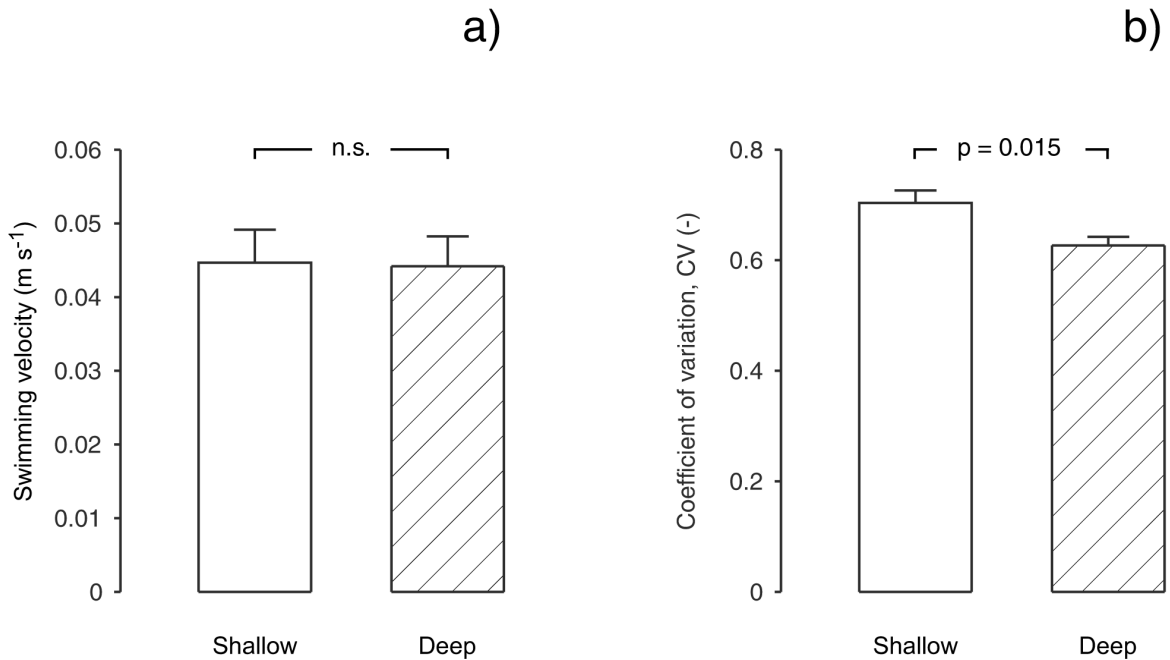 a)
Swimming velocity (m s-1)
0.06
0.05
0.04
0.03
0.02
0.01
0
n.s.
Shallow
Deep
b)
Coefficient of variation, CV (-)
0.8
0.6
0.4
0.2
0
p = 0.015
Shallow
Deep